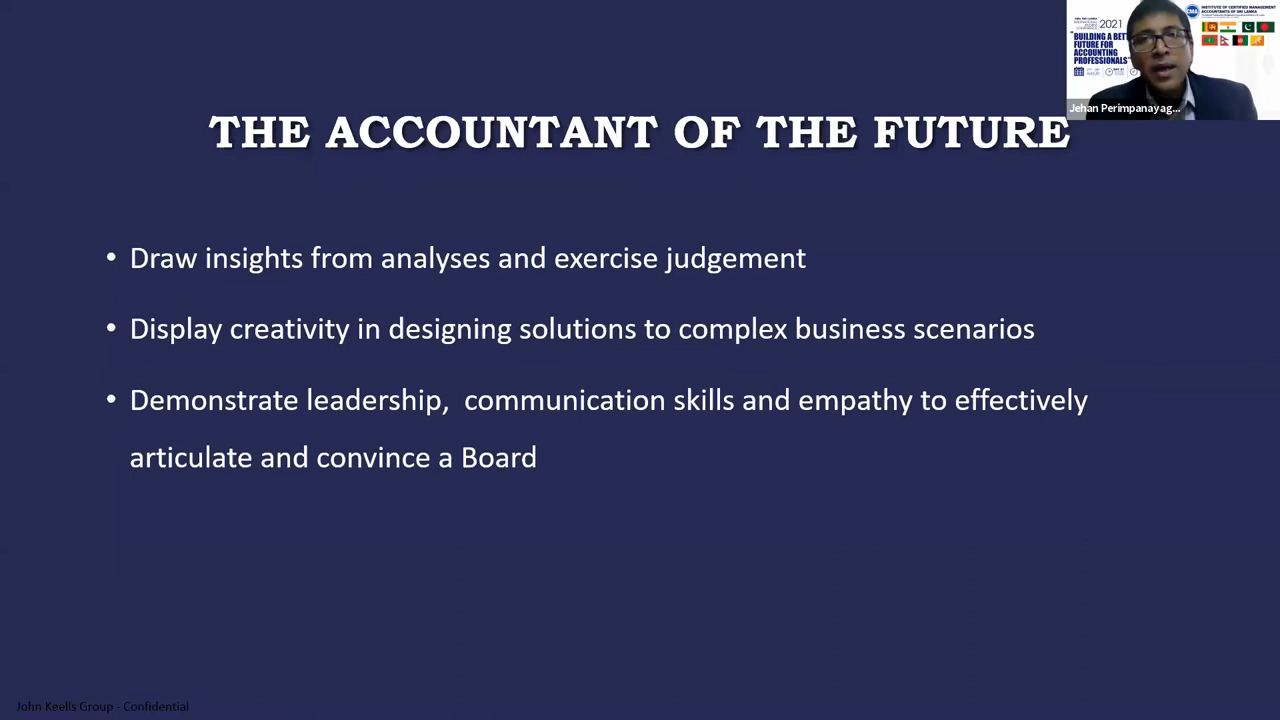 THE ACCOUNTANT OF THE FUTURE
• Draw insights from analyses and exercise judgement
• Display creativity in designing solutions to complex business scenarios
• Demonstrate leadership, communication skills and empathy to effectively
articulate and convince a Board
John Keells Group - Confidential
2021
INSTITUTE OF CERTIFIED MANAGEMENT
ACCOUNTANTS OF SRI LANKA
"BUILDING A BET
FUTURE FOR
ACCOUNTING
PROFESSIONALS"
Jehan Perimpanayag...